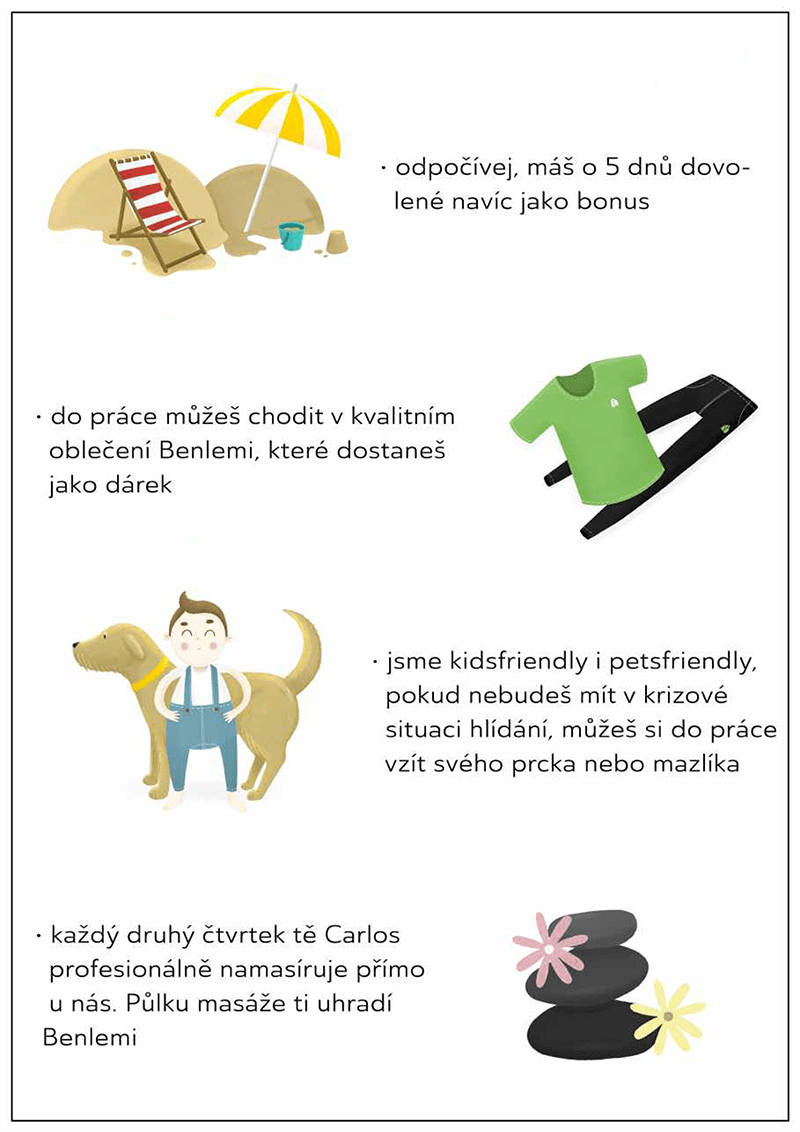 · odpočívej, máš o 5 dnů dovo-
lené navíc jako bonus
· do práce můžeš chodit v kvalitním
oblečení Benlemi, které dostaneš
jako dárek
· jsme kidsfriendly i petsfriendly,
pokud nebudeš mít v krizové
situaci hlídání, můžeš si do práce
vzít svého prcka nebo mazlíka
· každý druhý čtvrtek tě Carlos
profesionálně namasíruje přímo
u nás. Půlku masáže ti uhradí
Benlemi